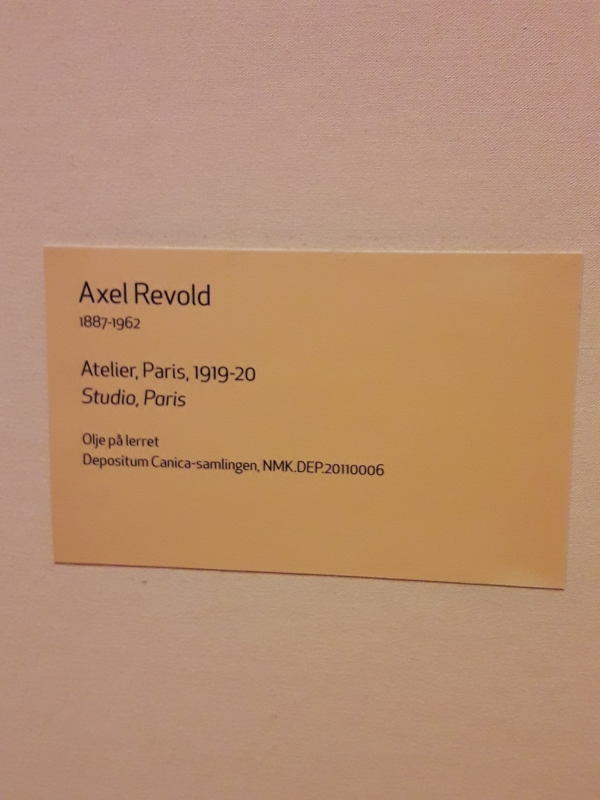 Axel Revold
1887-1962
Atelier, Paris, 1919-20
Studio, Paris
Olje på lerret
Depositum Canica-samlingen, NMK.DEP.20110006